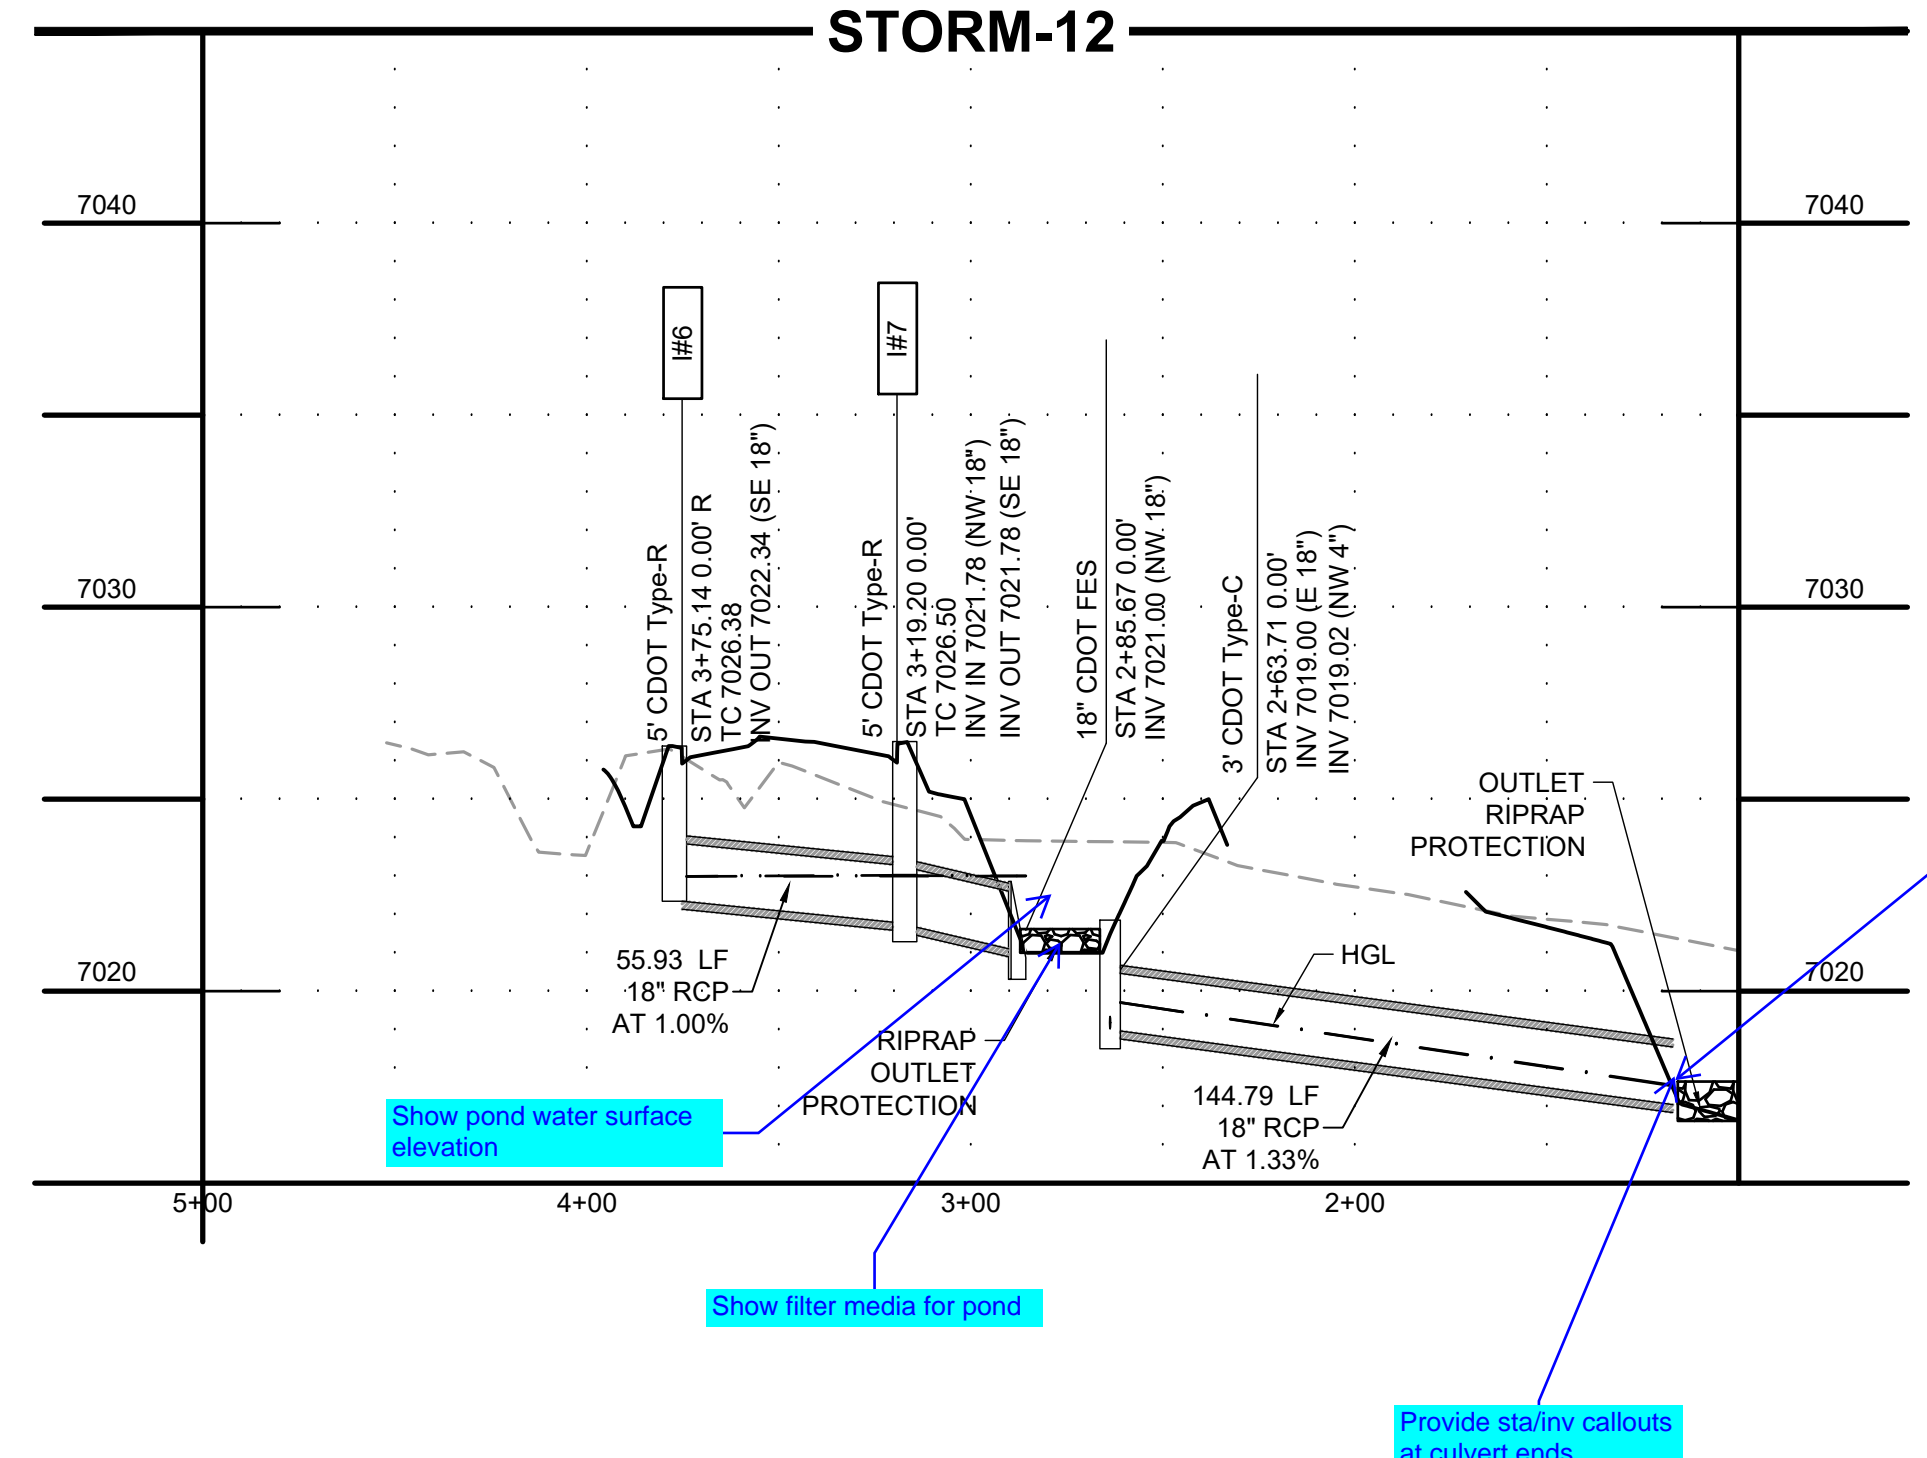 STORM-12
7040
7040
7030
7030
7020
7020
I#6
5' CDOT Type-R
STA 3+75.14 0.00' R
TC 7026.38
INV OUT 7022.34 (SE 18")
I#7
5' CDOT Type-R
STA 3+19.20 0.00'
TC 7026.50
INV IN 7021.78 (NW 18")
INV OUT 7021.78 (SE 18")
18" CDOT FES
STA 2+85.67 0.00'
INV 7021.00 (NW 18")
3' CDOT Type-C
STA 2+63.71 0.00'
INV 7019.00 (E 18")
INV 7019.02 (NW 4")
OUTLET
RIPRAP
PROTECTION
55.93 LF
18" RCP
AT 1.00%
RIPRAP
OUTLET
PROTECTION
HGL
144.79 LF
18" RCP
AT 1.33%
Show pond water surface
elevation
5+00
4+00
3+00
2+00
Show filter media for pond
Provide sta/inv callouts
at culvert ends